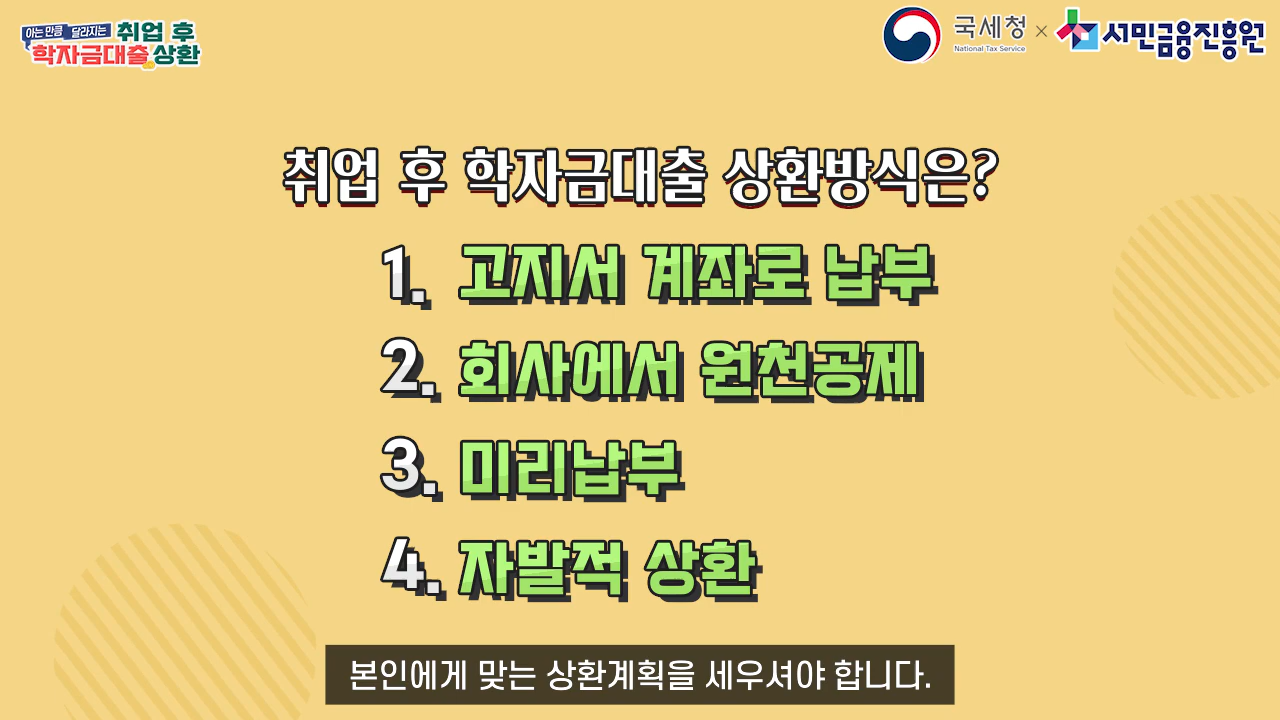 아는 만큼 달라지는 취업 후
학자금대출 상환
국세청
National Tax Service
×
서민금융진흥원
취업 후 학자금대출 상환방식은?
1. 고지서 계좌로 납부
2. 회사에서 원천공제
3. 미리납부
4. 자발적 상환
본인에게 맞는 상환계획을 세우셔야 합니다.